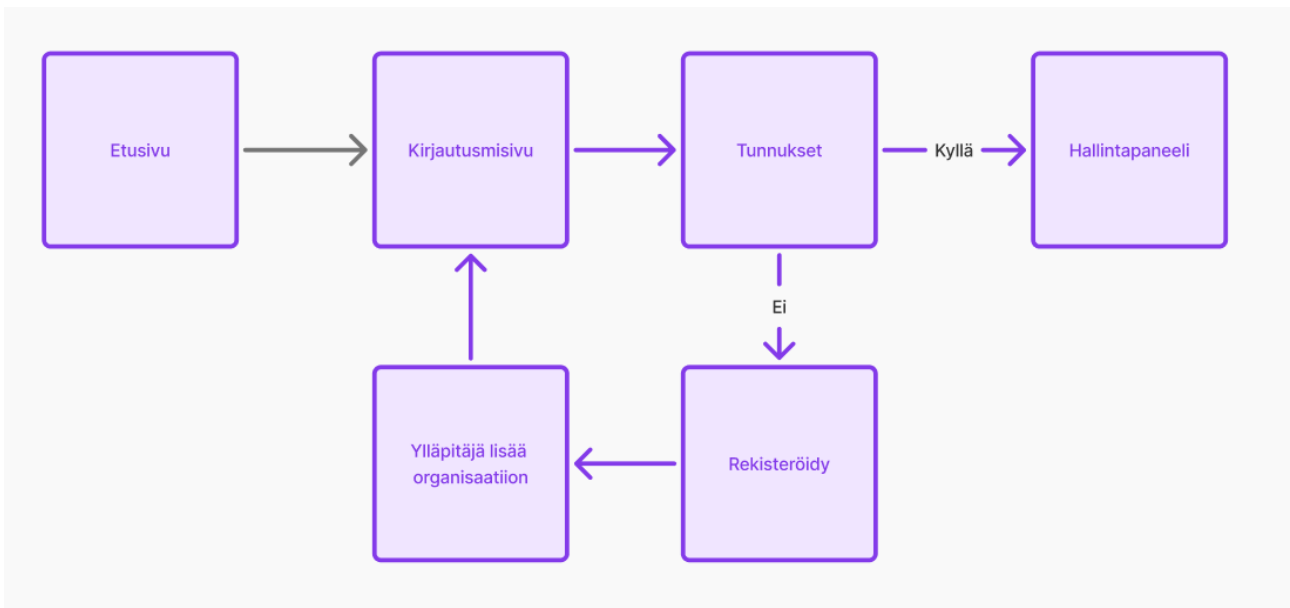 Etusivu
Kirjautusmisivu
Tunnukset
Kyllä
Hallintapaneeli
Ei
Ylläpitäjä lisää
organisaatiion
Rekisteröidy